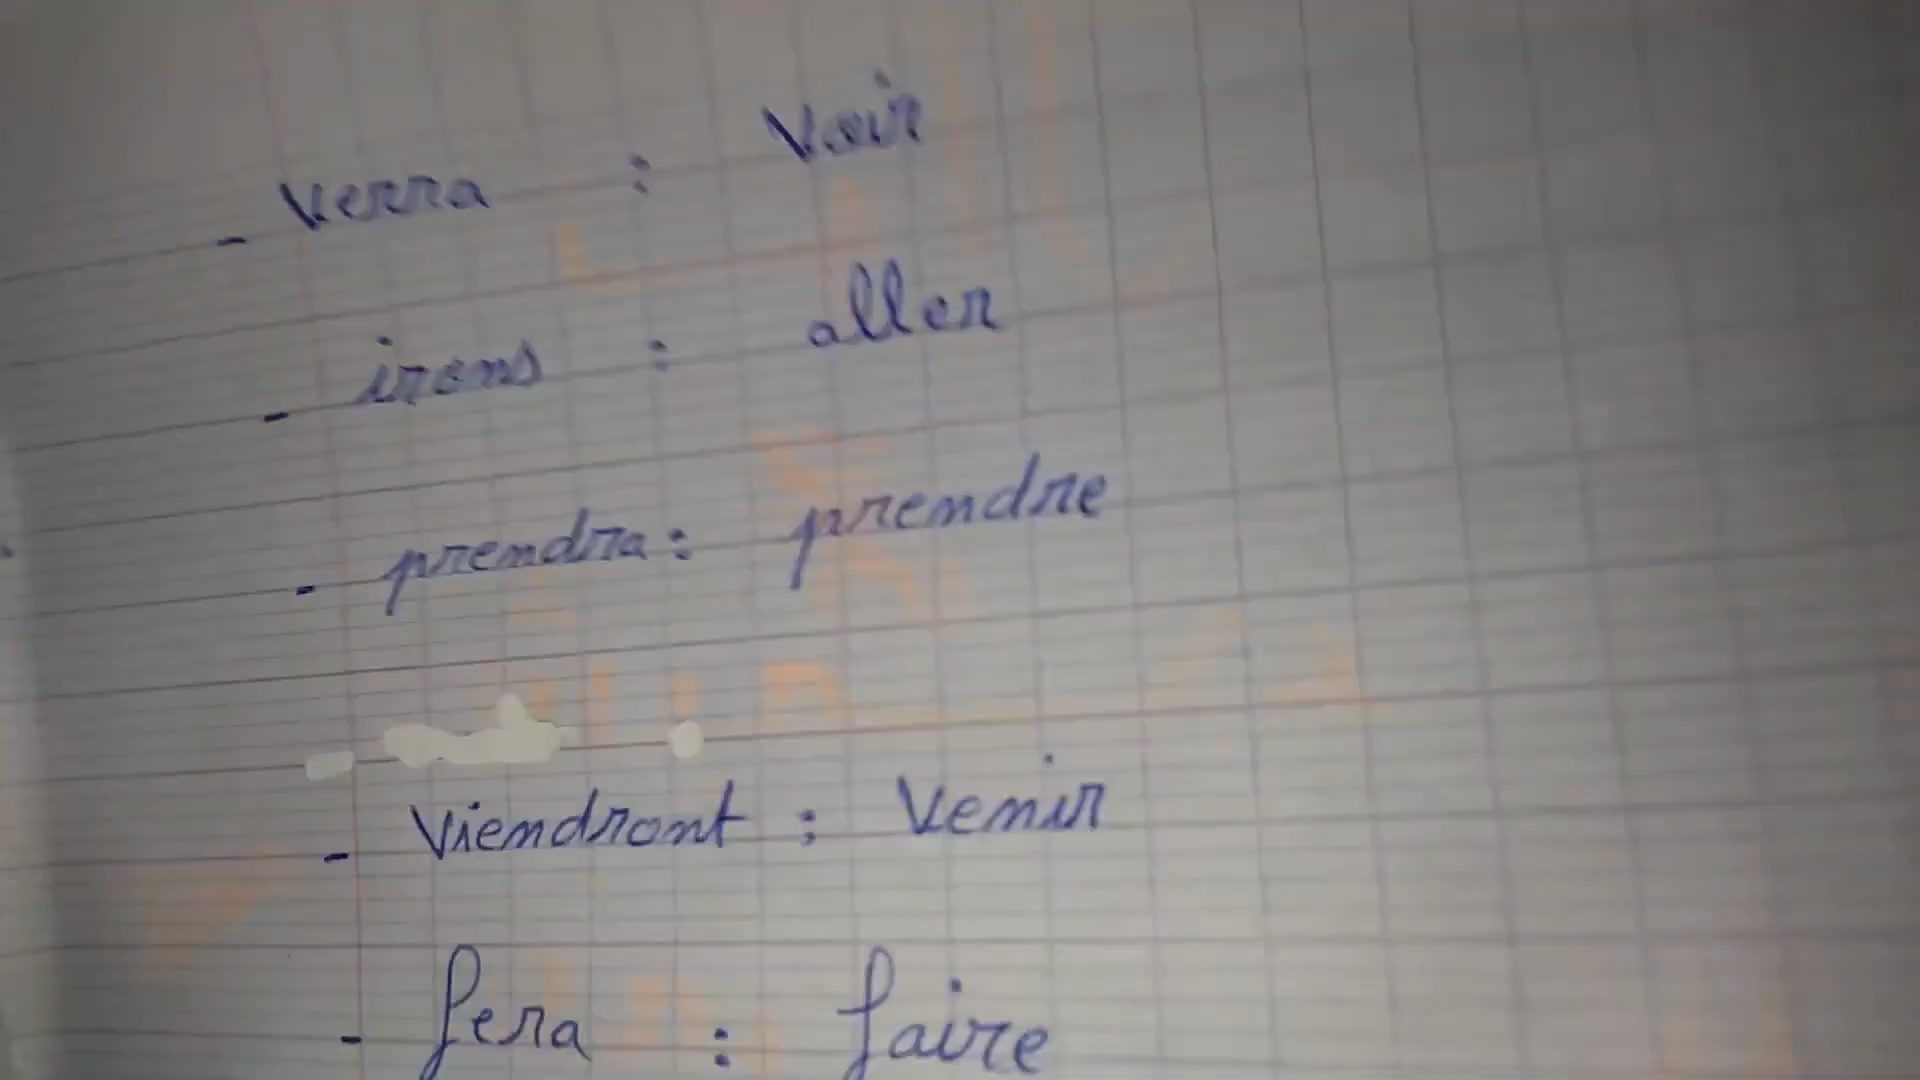 - verra : Voir
- irons : aller
- prendra : prendre
- Viendront : Venir
- fera : faire